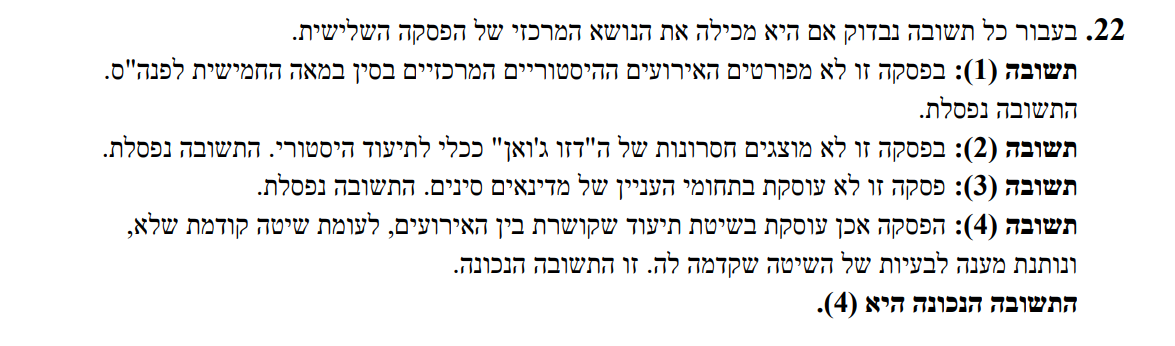 22. בעבור כל תשובה נבדוק אם היא מכילה את הנושא המרכזי של הפסקה השלישית.
תשובה (1): בפסקה זו לא מפורטים האירועים ההיסטוריים המרכזיים בסין במאה החמישית לפנה"ס.
התשובה נפסלת.
תשובה (2): בפסקה זו לא מוצגים חסרונות של ה"דזו ג'ואן" ככלי לתיעוד היסטורי. התשובה נפסלת.
תשובה (3): פסקה זו לא עוסקת בתחומי העניין של מדינאים סינים. התשובה נפסלת.
תשובה (4): הפסקה אכן עוסקת בשיטת תיעוד שקושרת בין האירועים, לעומת שיטה קודמת שלא,
ונותנת מענה לבעיות של השיטה שקדמה לה. זו התשובה הנכונה.
התשובה הנכונה היא (4).